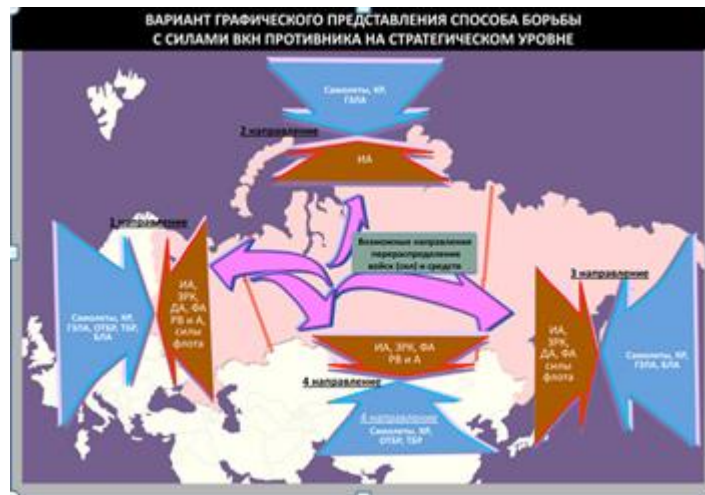 ВАРИАНТ ГРАФИЧЕСКОГО ПРЕДСТАВЛЕНИЯ СПОСОБА БОРЬБЫ
С СИЛАМИ ВКН ПРОТИВНИКА НА СТРАТЕГИЧЕСКОМ УРОВНЕ
Самолеты, КР,
ГЗЛА
2 направление
ИА
1 направление
Самолеты, КР,
ГЗЛА, ОТБР, ТБР,
БЛА
ИА,
ЗРК,
ДА, ФА
РВ и А,
силы
флота
Возможные направления
перераспределение
войск (сил) и средств
3 направление
ИА,
ЗРК,
ДА, ФА
силы
флота
Самолеты, КР,
ГЗЛА, БЛА
ИА, ЗРК, ФА
РВ и А
4 направление
4 направление
Самолеты, КР,
ОТБР, ТБР